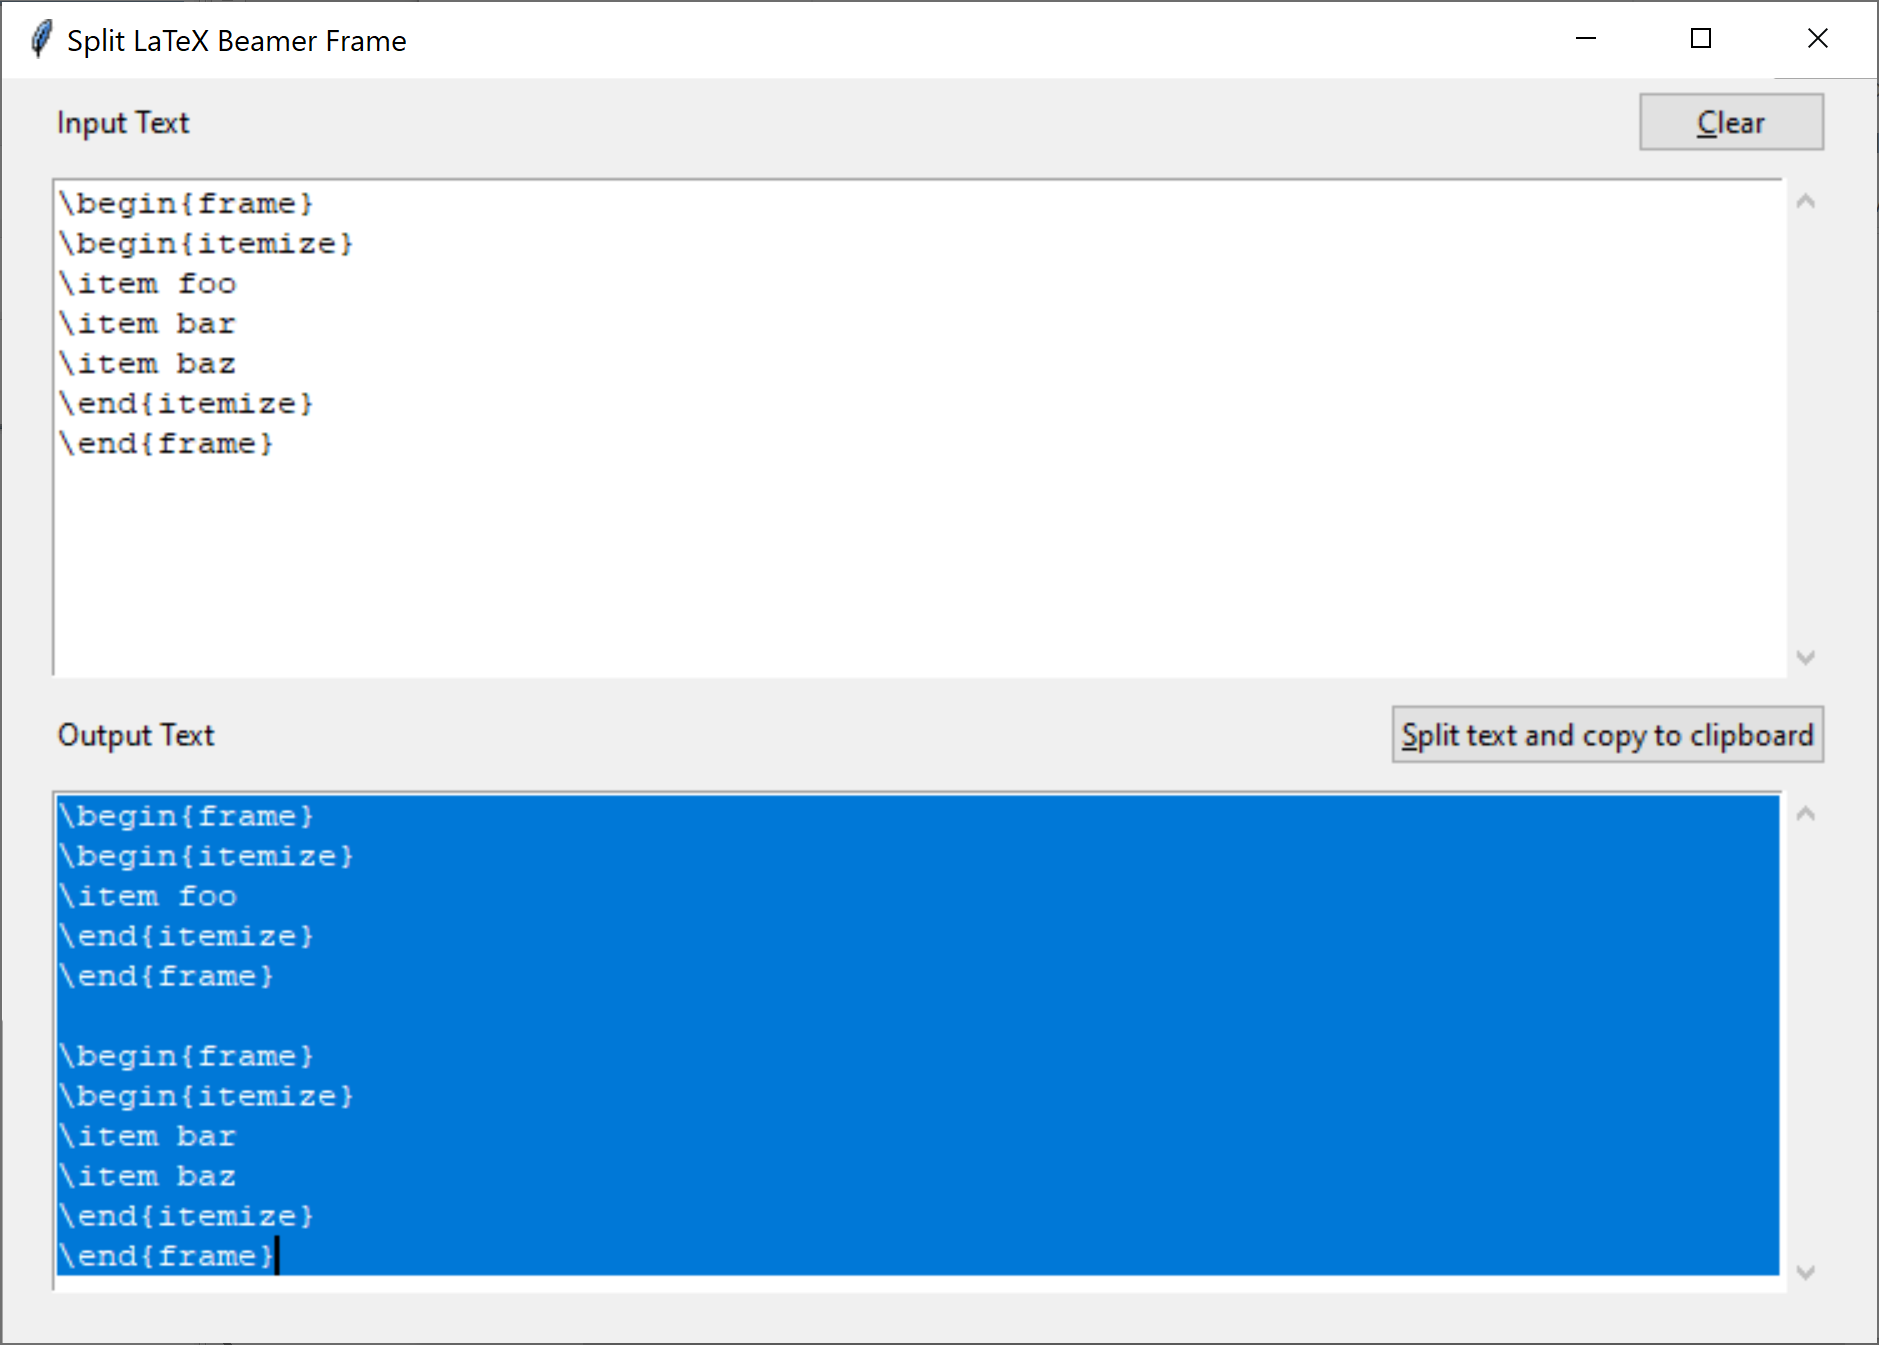 Split LaTeX Beamer Frame
Input Text
Clear
\begin{frame}
\begin{itemize}
\item foo
\item bar
\item baz
\end{itemize}
\end{frame}
Output Text
Split text and copy to clipboard
\begin{frame}
\begin{itemize}
\item foo
\end{itemize}
\end{frame}

\begin{frame}
\begin{itemize}
\item bar
\item baz
\end{itemize}
\end{frame}